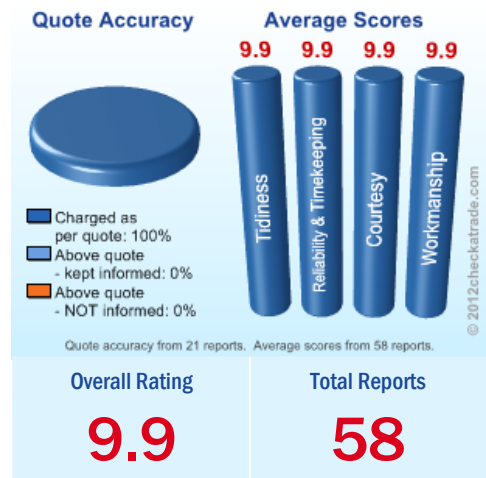 Quote Accuracy
Average Scores
9.9 9.9 9.9 9.9
Tidiness
Reliability & Timekeeping
Courtesy
Workmanship
Charged as
per quote: 100%
Above quote
- kept informed: 0%
Above quote
- NOT informed: 0%
© 2012checkatrade.com
Quote accuracy from 21 reports. Average scores from 58 reports.
Overall Rating
9.9
Total Reports
58